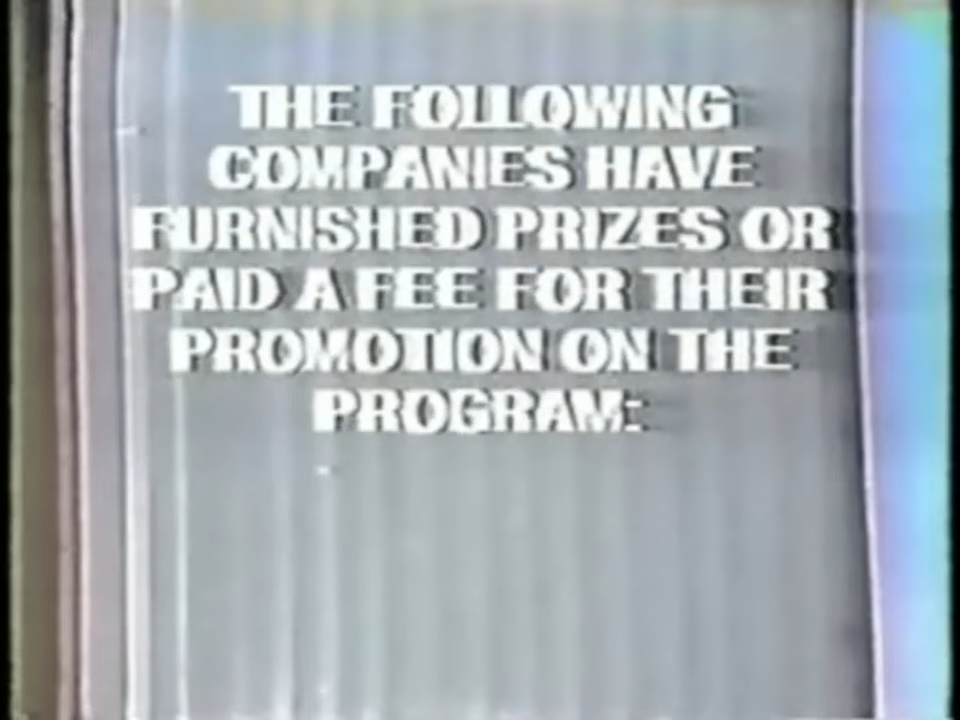 THE FOLLOWING
COMPANIES HAVE
FURNISHED PRIZES OR
PAID A FEE FOR THEIR
PROMOTION ON THE
PROGRAM: